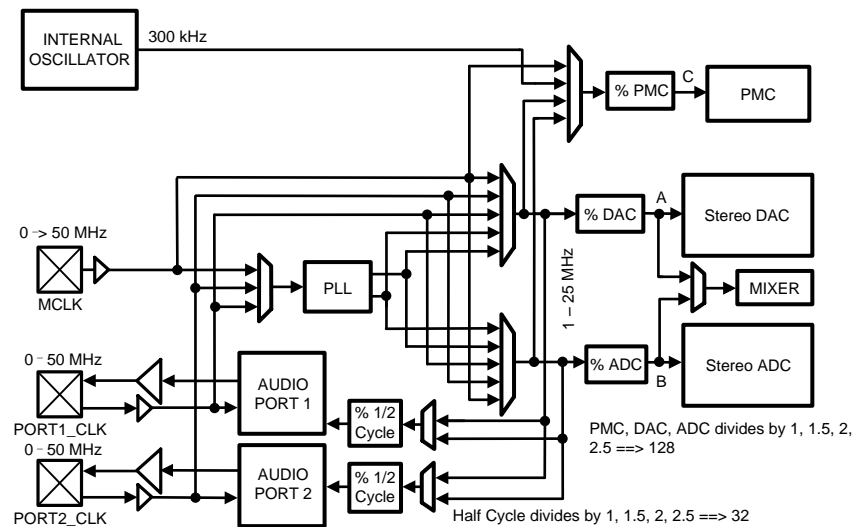 INTERNAL
OSCILLATOR
300 kHz
% PMC
C
PMC
0 -> 50 MHz
MCLK
PLL
1 – 25 MHz
% DAC
A
Stereo DAC
MIXER
% ADC
B
Stereo ADC
0 - 50 MHz
PORT1_CLK
AUDIO
PORT 1
% 1/2
Cycle
PMC, DAC, ADC divides by 1, 1.5, 2,
2.5 ==> 128
0 - 50 MHz
PORT2_CLK
AUDIO
PORT 2
% 1/2
Cycle
Half Cycle divides by 1, 1.5, 2, 2.5 ==> 32